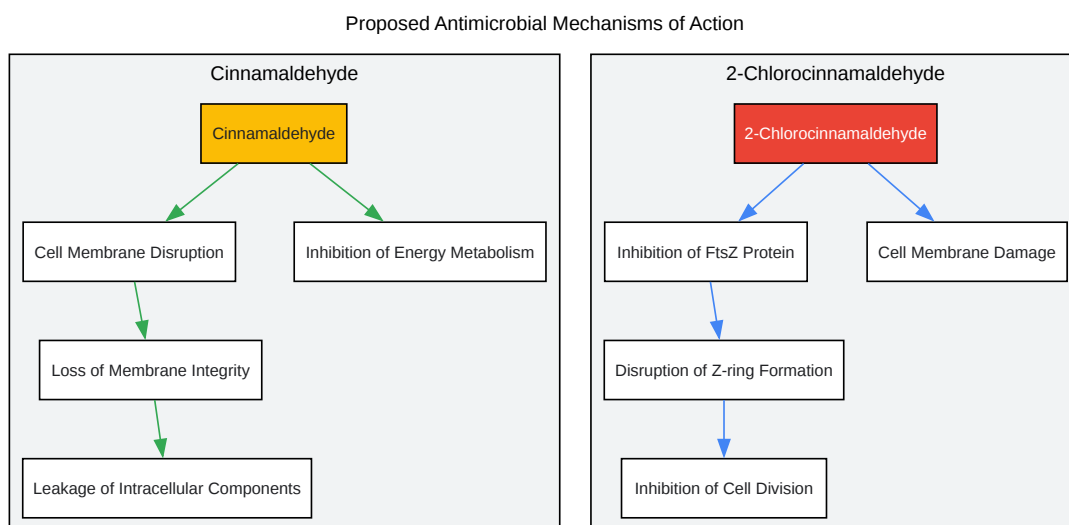 Proposed Antimicrobial Mechanisms of Action
Cinnamaldehyde
Cinnamaldehyde
Cell Membrane Disruption
Inhibition of Energy Metabolism
Loss of Membrane Integrity
Leakage of Intracellular Components
2-Chlorocinnamaldehyde
2-Chlorocinnamaldehyde
Inhibition of FtsZ Protein
Cell Membrane Damage
Disruption of Z-ring Formation
Inhibition of Cell Division